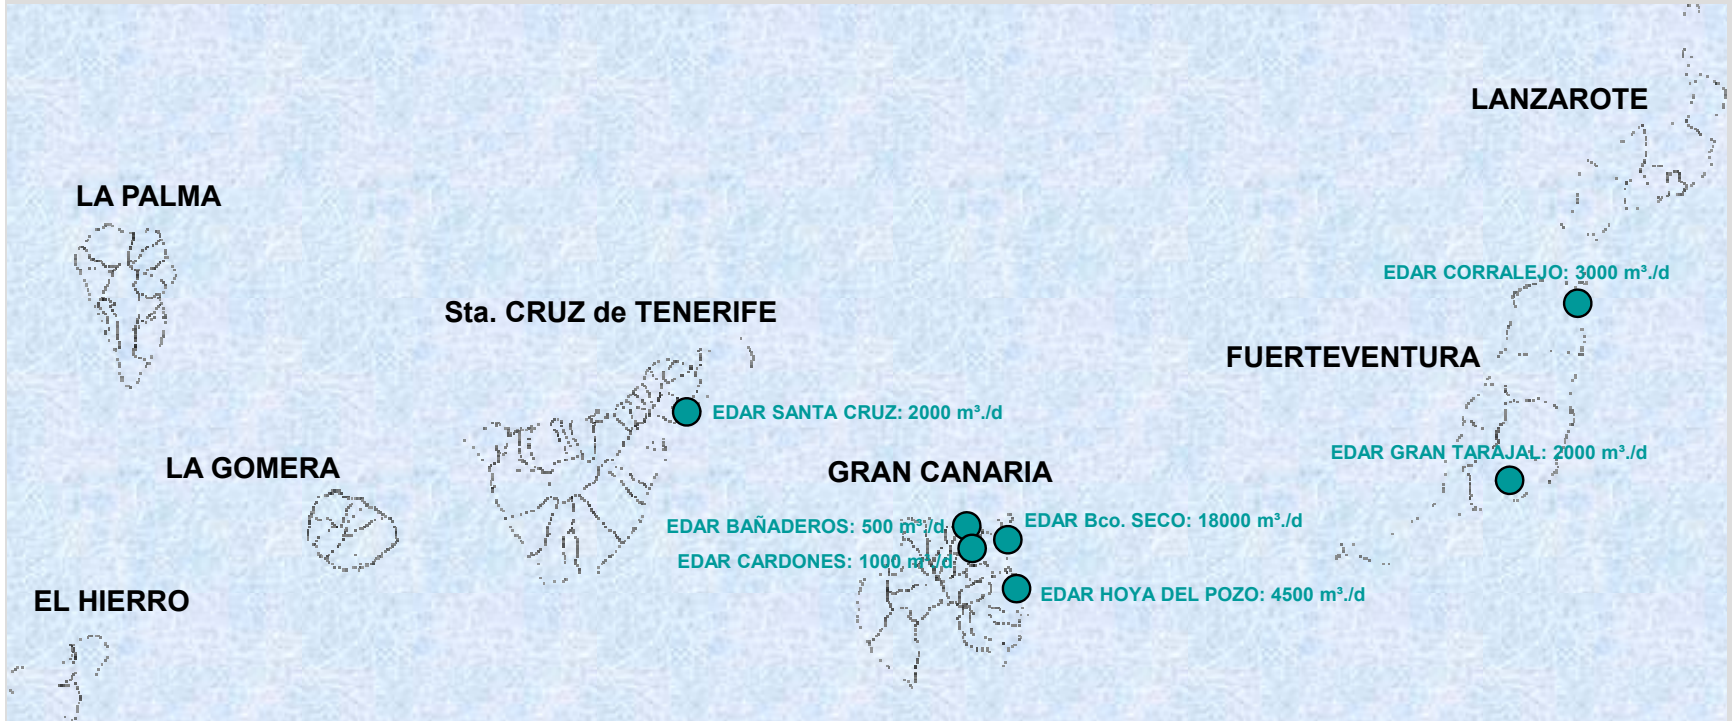 LANZAROTE
LA PALMA
EDAR CORRALEJO: 3000 m³./d
Sta. CRUZ de TENERIFE
FUERTEVENTURA
EDAR SANTA CRUZ: 2000 m³./d
EDAR GRAN TARAJAL: 2000 m³./d
LA GOMERA
GRAN CANARIA
EDAR BAÑADEROS: 500 m³./d
EDAR Bco. SECO: 18000 m³./d
EDAR CARDONES: 1000 m³./d
EDAR HOYA DEL POZO: 4500 m³./d
EL HIERRO